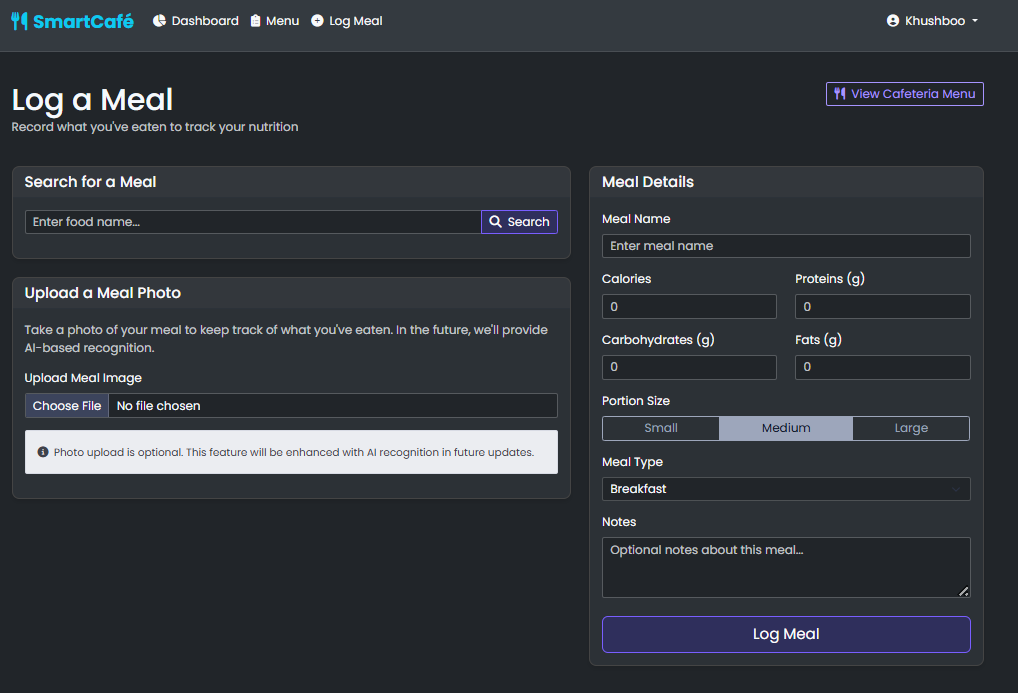 SmartCafé Dashboard Menu Log Meal Khushboo
Log a Meal
View Cafeteria Menu
Record what you've eaten to track your nutrition
Search for a Meal
Enter food name...
Search
Upload a Meal Photo
Take a photo of your meal to keep track of what you've eaten. In the future, we'll provide
AI-based recognition.
Upload Meal Image
Choose File No file chosen
Photo upload is optional. This feature will be enhanced with AI recognition in future updates.
Meal Details
Meal Name
Enter meal name
Calories Proteins (g)
0 0
Carbohydrates (g) Fats (g)
0 0
Portion Size
Small Medium Large
Meal Type
Breakfast
Notes
Optional notes about this meal...
Log Meal